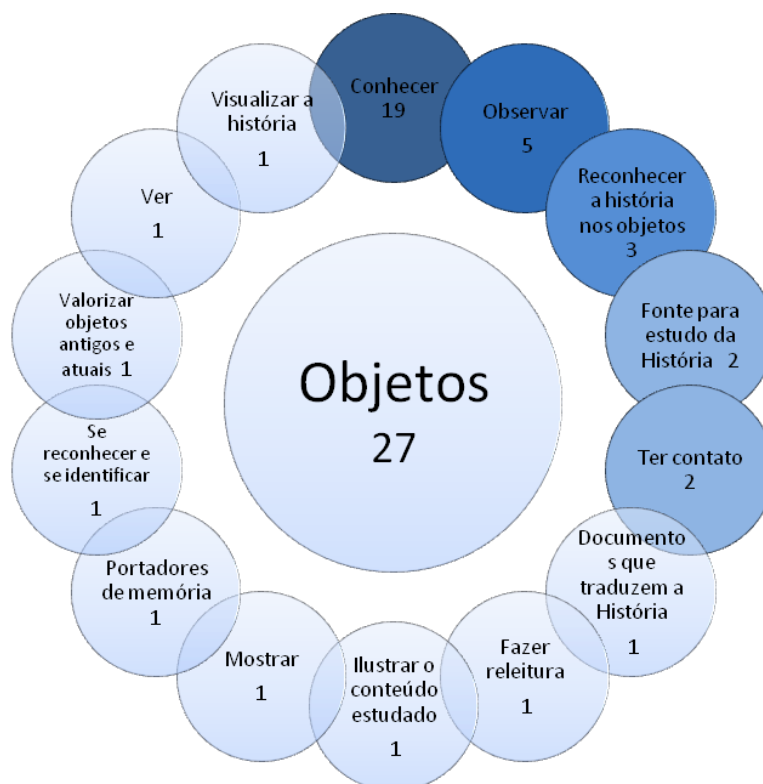 Objetos
27
Conhecer
19
Observar
5
Reconhecer
a história
nos objetos
3
Fonte para
estudo da
História 2
Ter contato
2
Documento
s que
traduzem a
História
1
Fazer
releitura
1
Ilustrar o
conteúdo
estudado
1
Mostrar
1
Portadores
de memória
1
Se
reconhecer e
se identificar
1
Valorizar
objetos
antigos e
atuais 1
Ver
1
Visualizar a
história
1